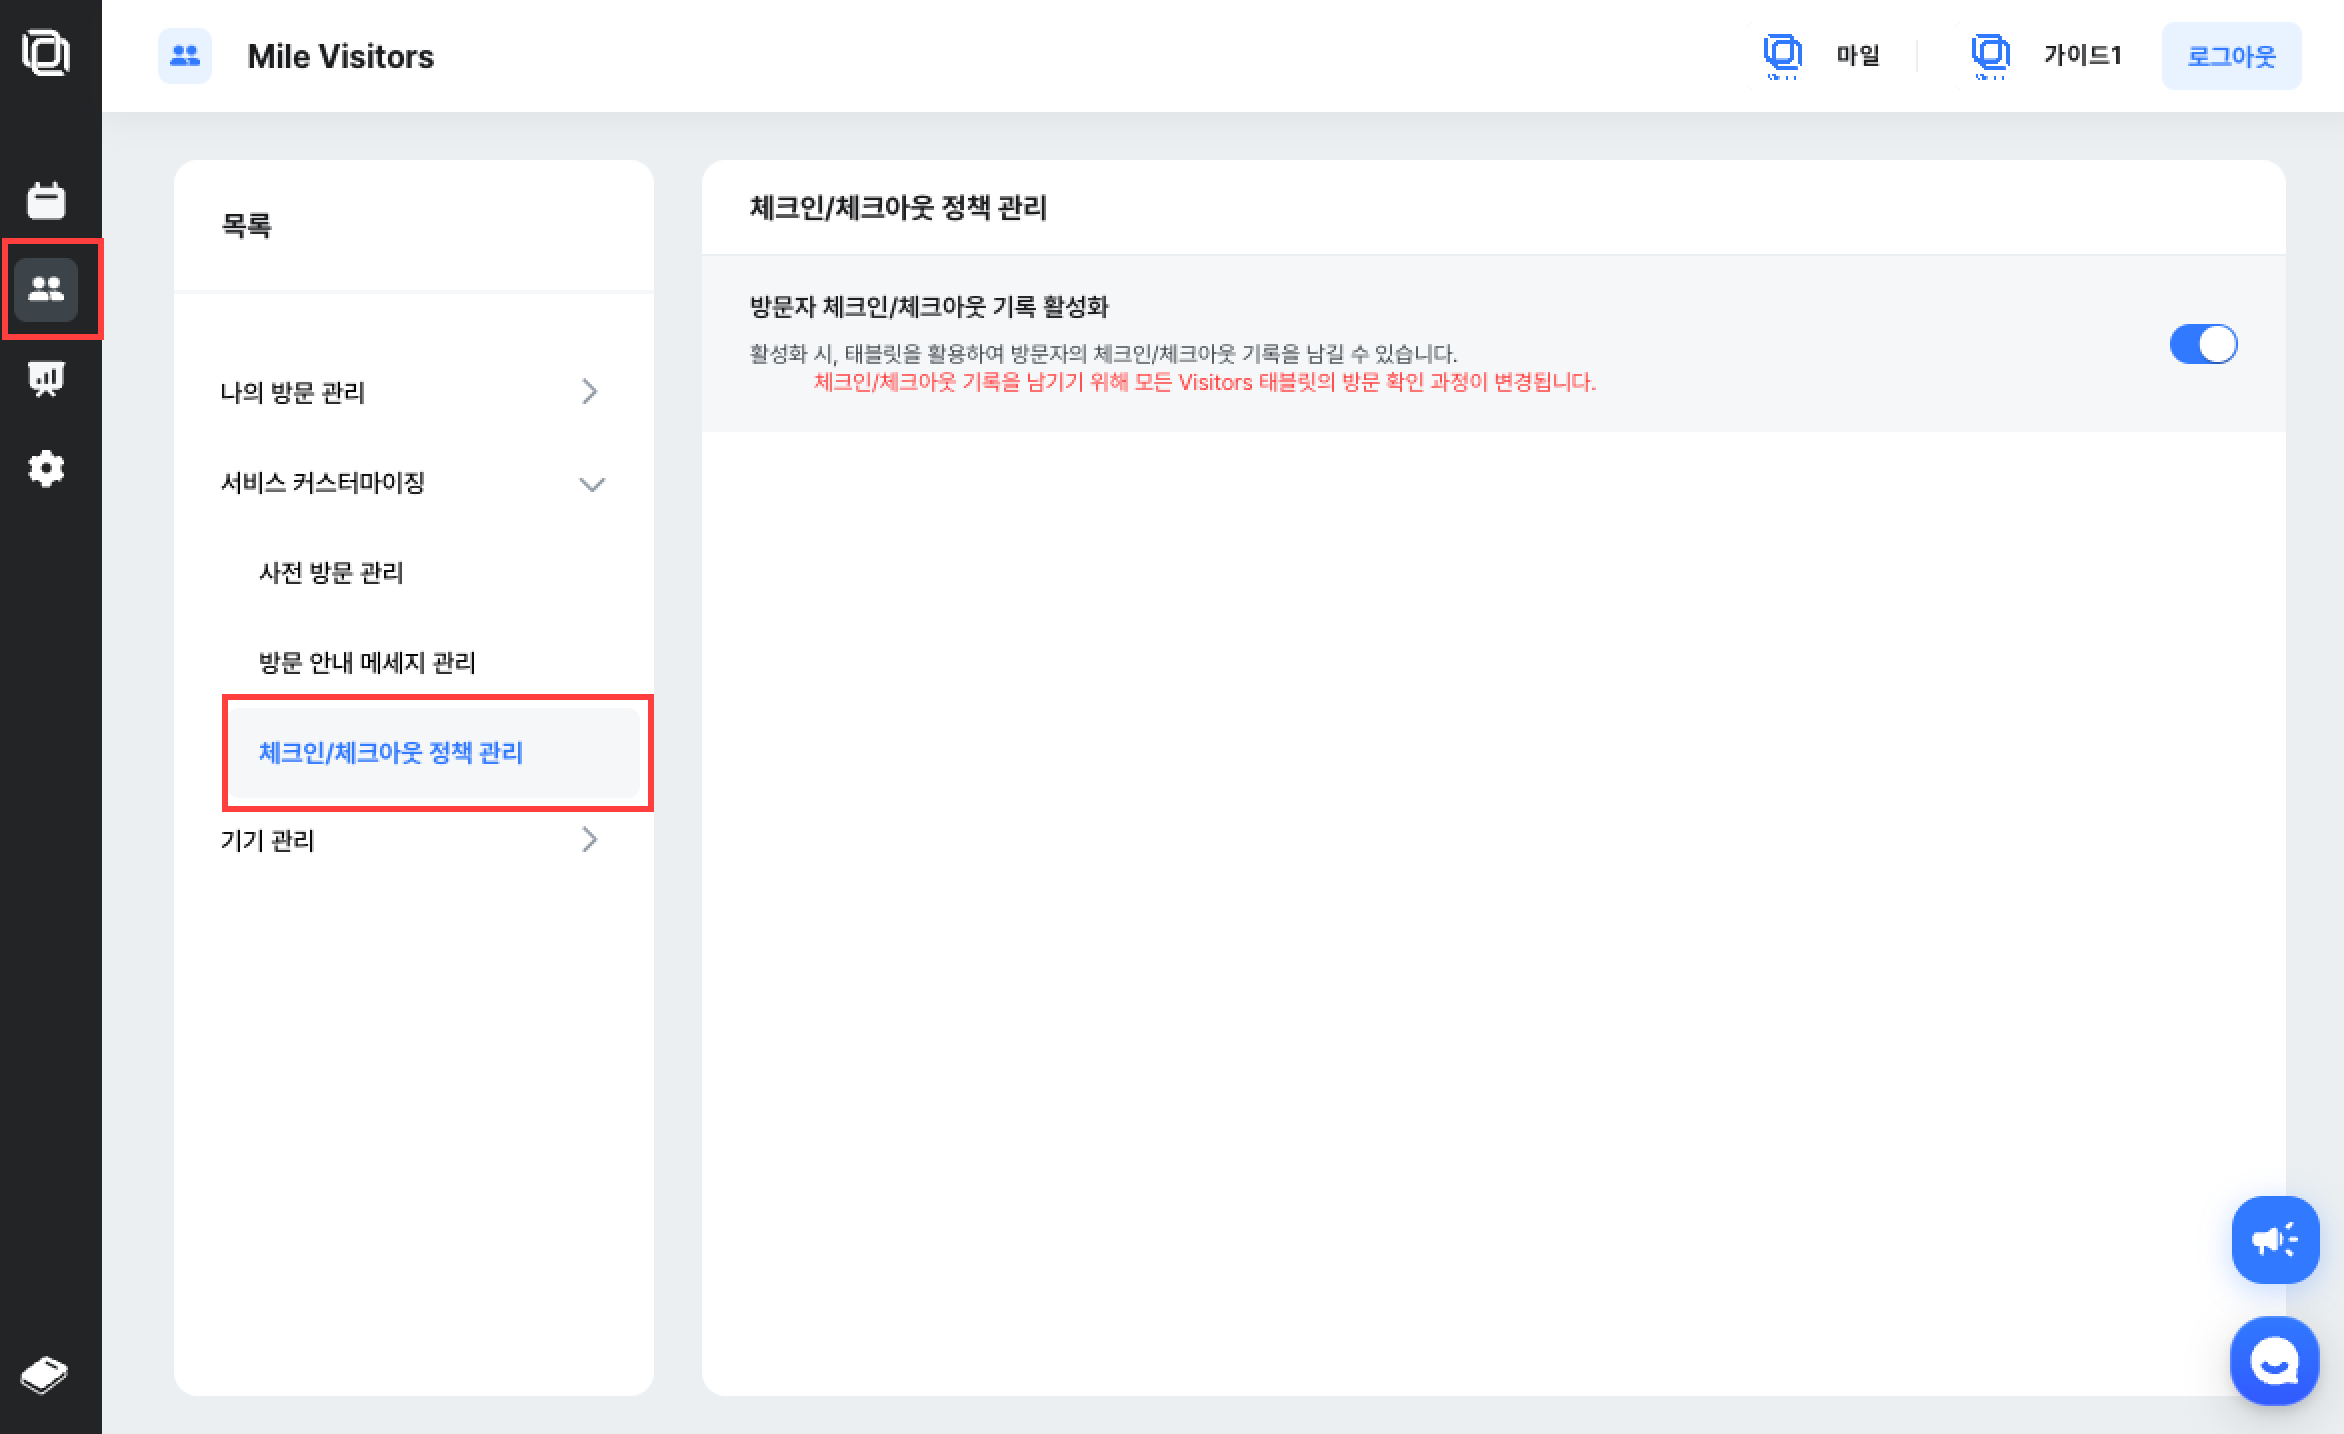 Mile Visitors
마일
가이드1
로그아웃
목록
나의 방문 관리
서비스 커스터마이징
사전 방문 관리
방문 안내 메세지 관리
체크인/체크아웃 정책 관리
기기 관리
체크인/체크아웃 정책 관리
방문자 체크인/체크아웃 기록 활성화
활성화 시, 태블릿을 활용하여 방문자의 체크인/체크아웃 기록을 남길 수 있습니다.
체크인/체크아웃 기록을 남기기 위해 모든 Visitors 태블릿의 방문 확인 과정이 변경됩니다.